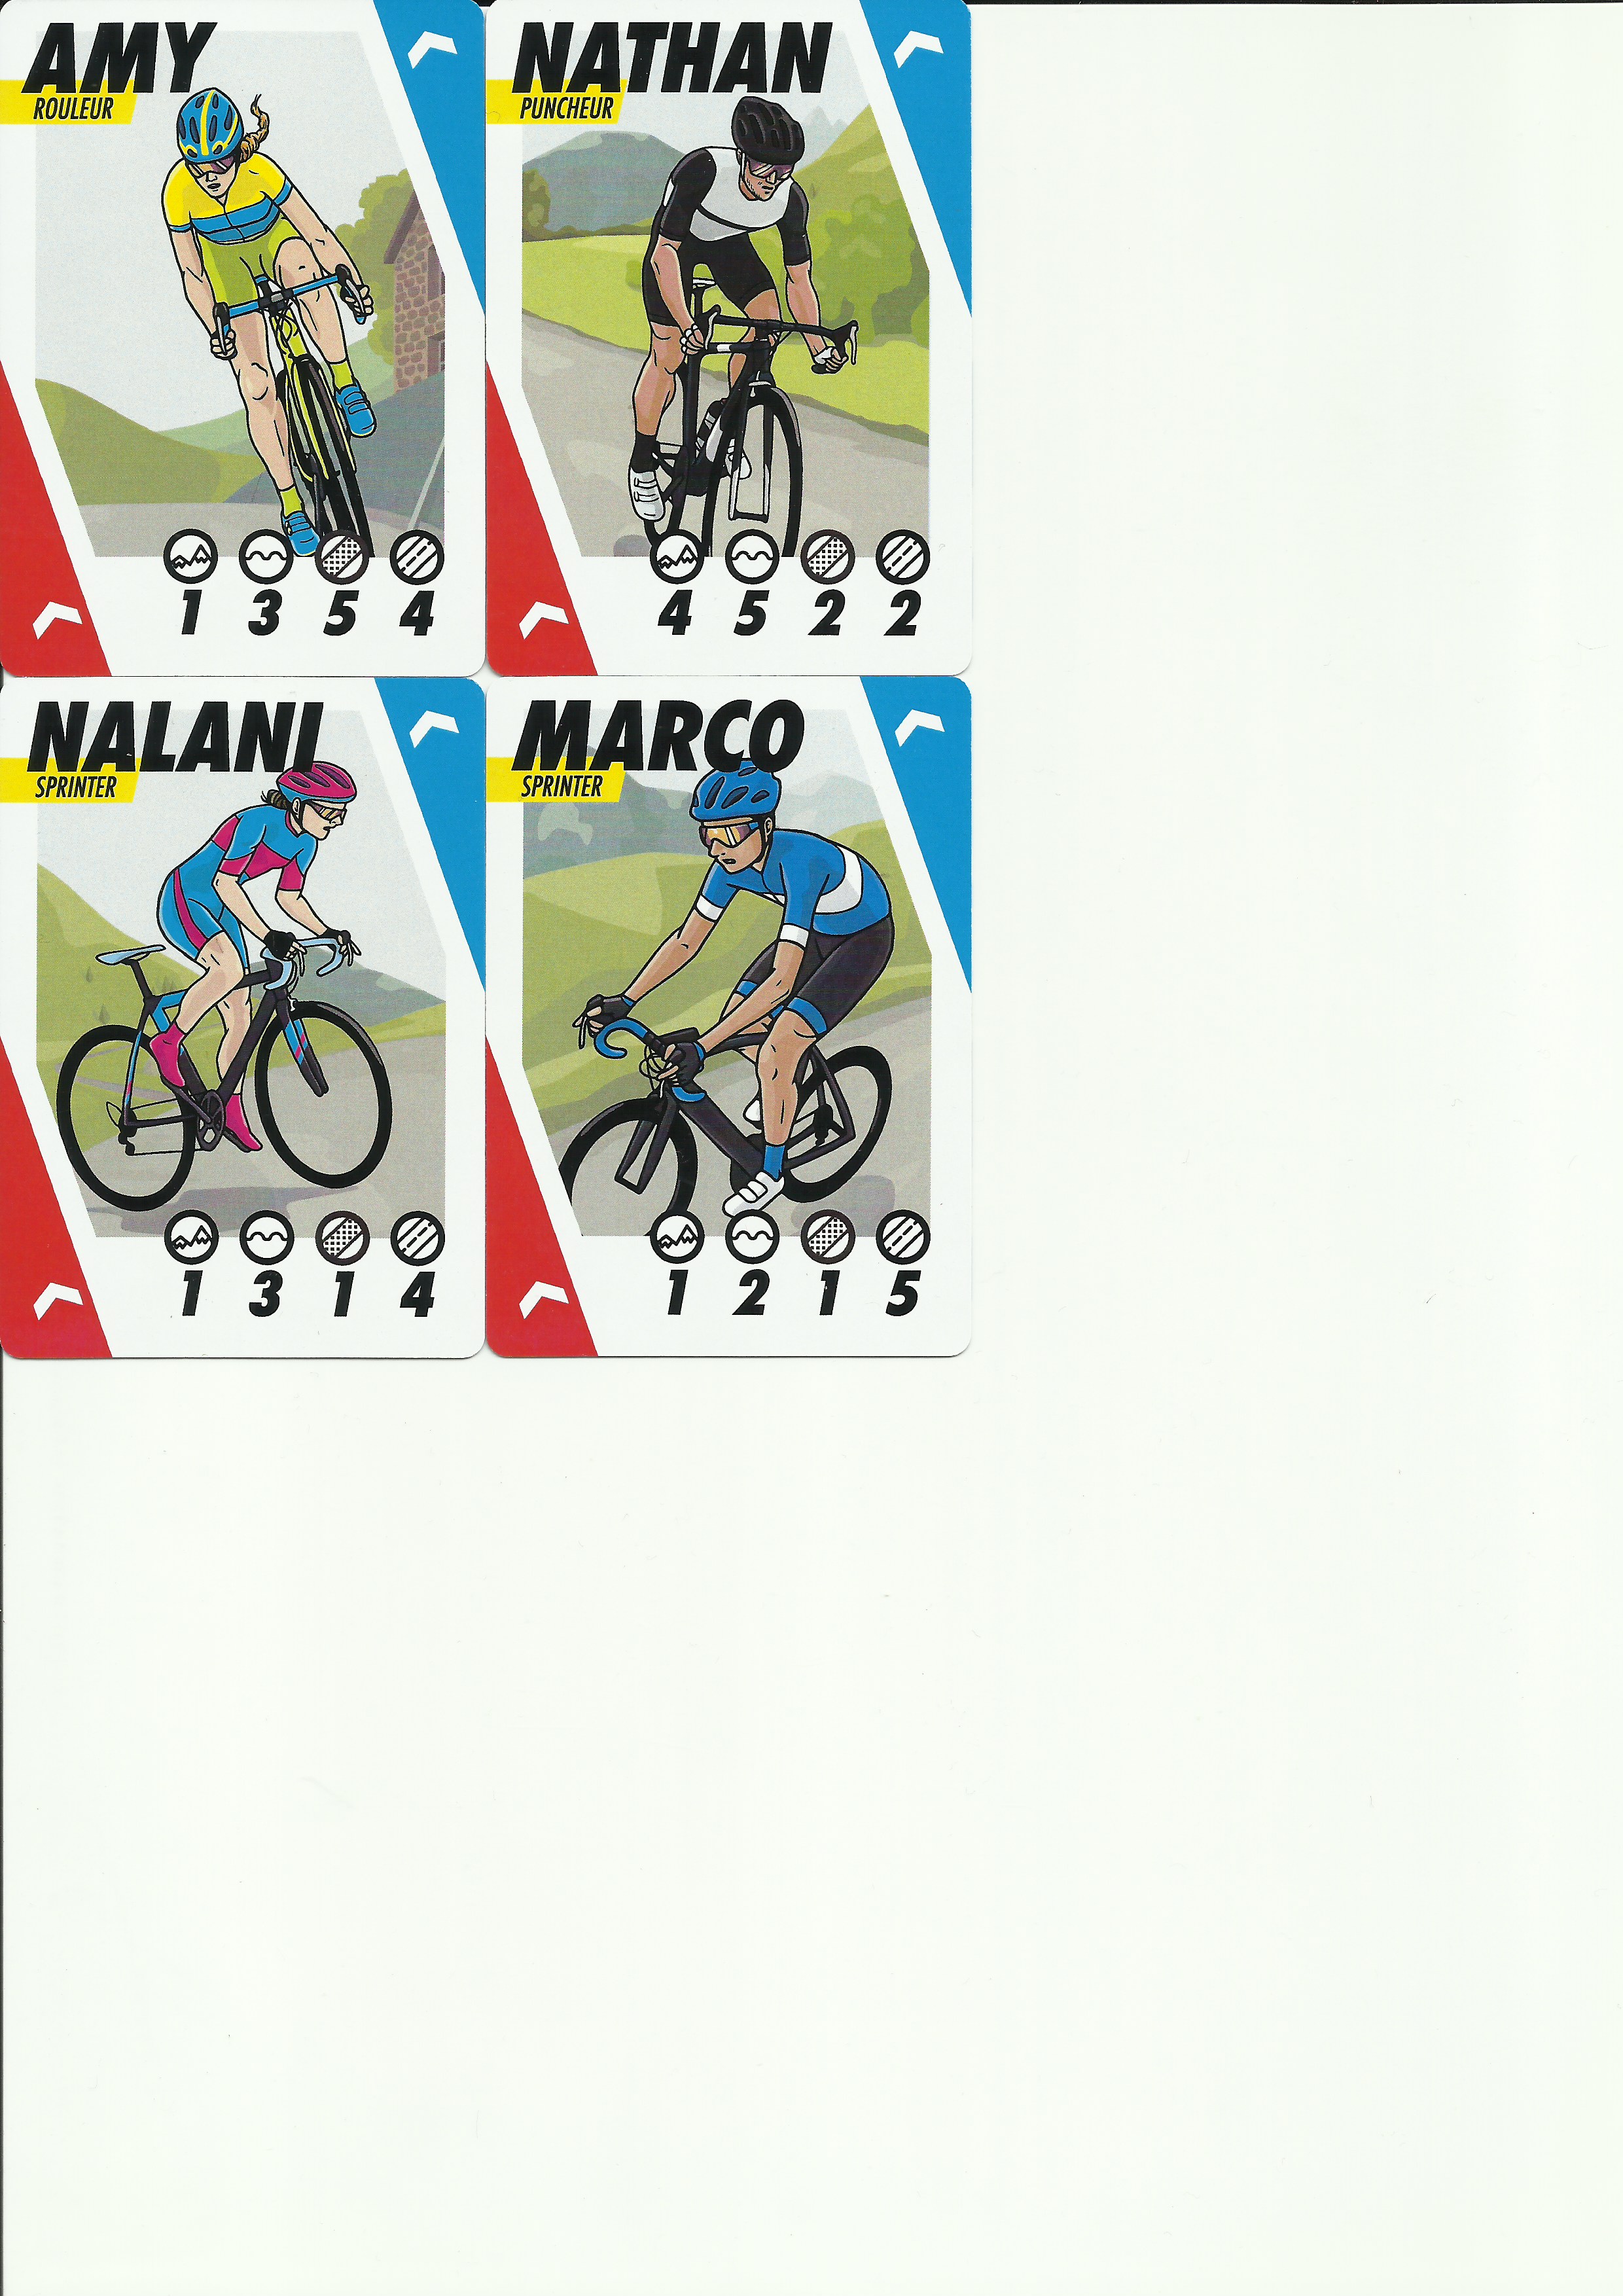 AMY
ROULEUR
1 3 5 4
NATHAN
PUNCHEUR
4 5 2 2
NALANI
SPRINTER
1 3 1 4
MARCO
SPRINTER
1 2 1 5